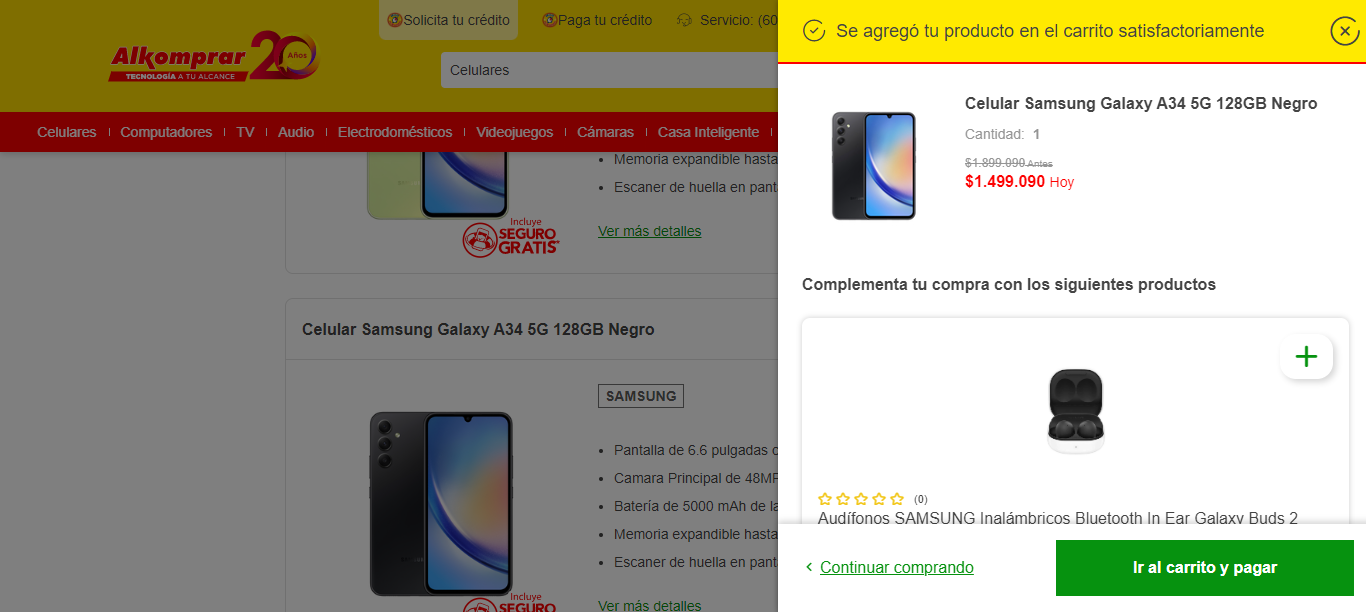 Solicita tu crédito
Paga tu crédito
Servicio: (60
Alkomprar 20 Años
TECNOLOGÍA A TU ALCANCE
Celulares
Celulares
Computadores
TV
Audio
Electrodomésticos
Videojuegos
Cámaras
Casa Inteligente
• Memoria expandible hasta
• Escaner de huella en pant
Incluye
SEGURO
GRATIS*
Ver más detalles
Celular Samsung Galaxy A34 5G 128GB Negro
SAMSUNG
• Pantalla de 6.6 pulgadas c
• Camara Principal de 48MP
• Batería de 5000 mAh de la
• Memoria expandible hasta
• Escaner de huella en pant
Incluye
SEGURO
Ver más detalles
Se agregó tu producto en el carrito satisfactoriamente
Celular Samsung Galaxy A34 5G 128GB Negro
Cantidad: 1
$1.899.090 Antes
$1.499.090 Hoy
Complementa tu compra con los siguientes productos
(0)
Audífonos SAMSUNG Inalámbricos Bluetooth In Ear Galaxy Buds 2
Continuar comprando
Ir al carrito y pagar